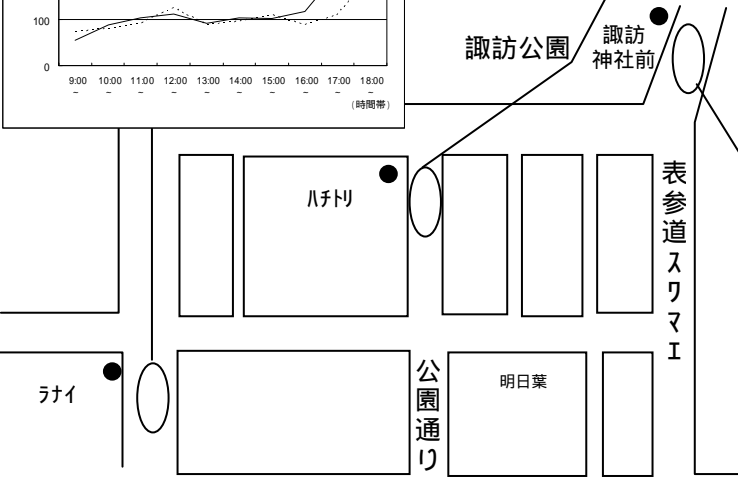 100
0
9:00 10:00 11:00 12:00 13:00 14:00 15:00 16:00 17:00 18:00
~ ~ ~ ~ ~ ~ ~ ~ ~ ~
（時間帯）
諏訪公園
諏訪
神社前
ハチトリ
表参道スワマエ
ラナイ
公園通り
明日葉